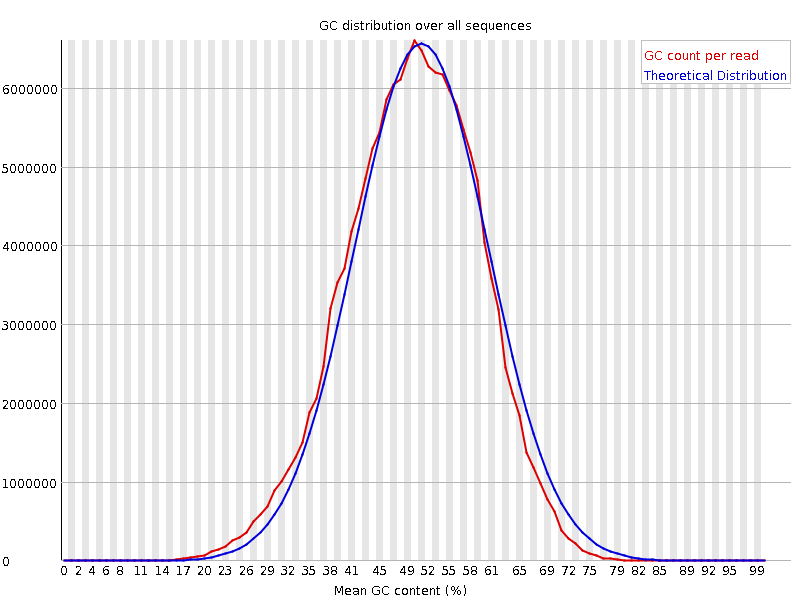 GC distribution over all sequences
GC count per read
Theoretical Distribution
6000000
5000000
4000000
3000000
2000000
1000000
0
0 2 4 6 8 11 14 17 20 23 26 29 32 35 38 41 45 49 52 55 58 61 65 69 72 75 79 82 85 89 92 95 99
Mean GC content (%)